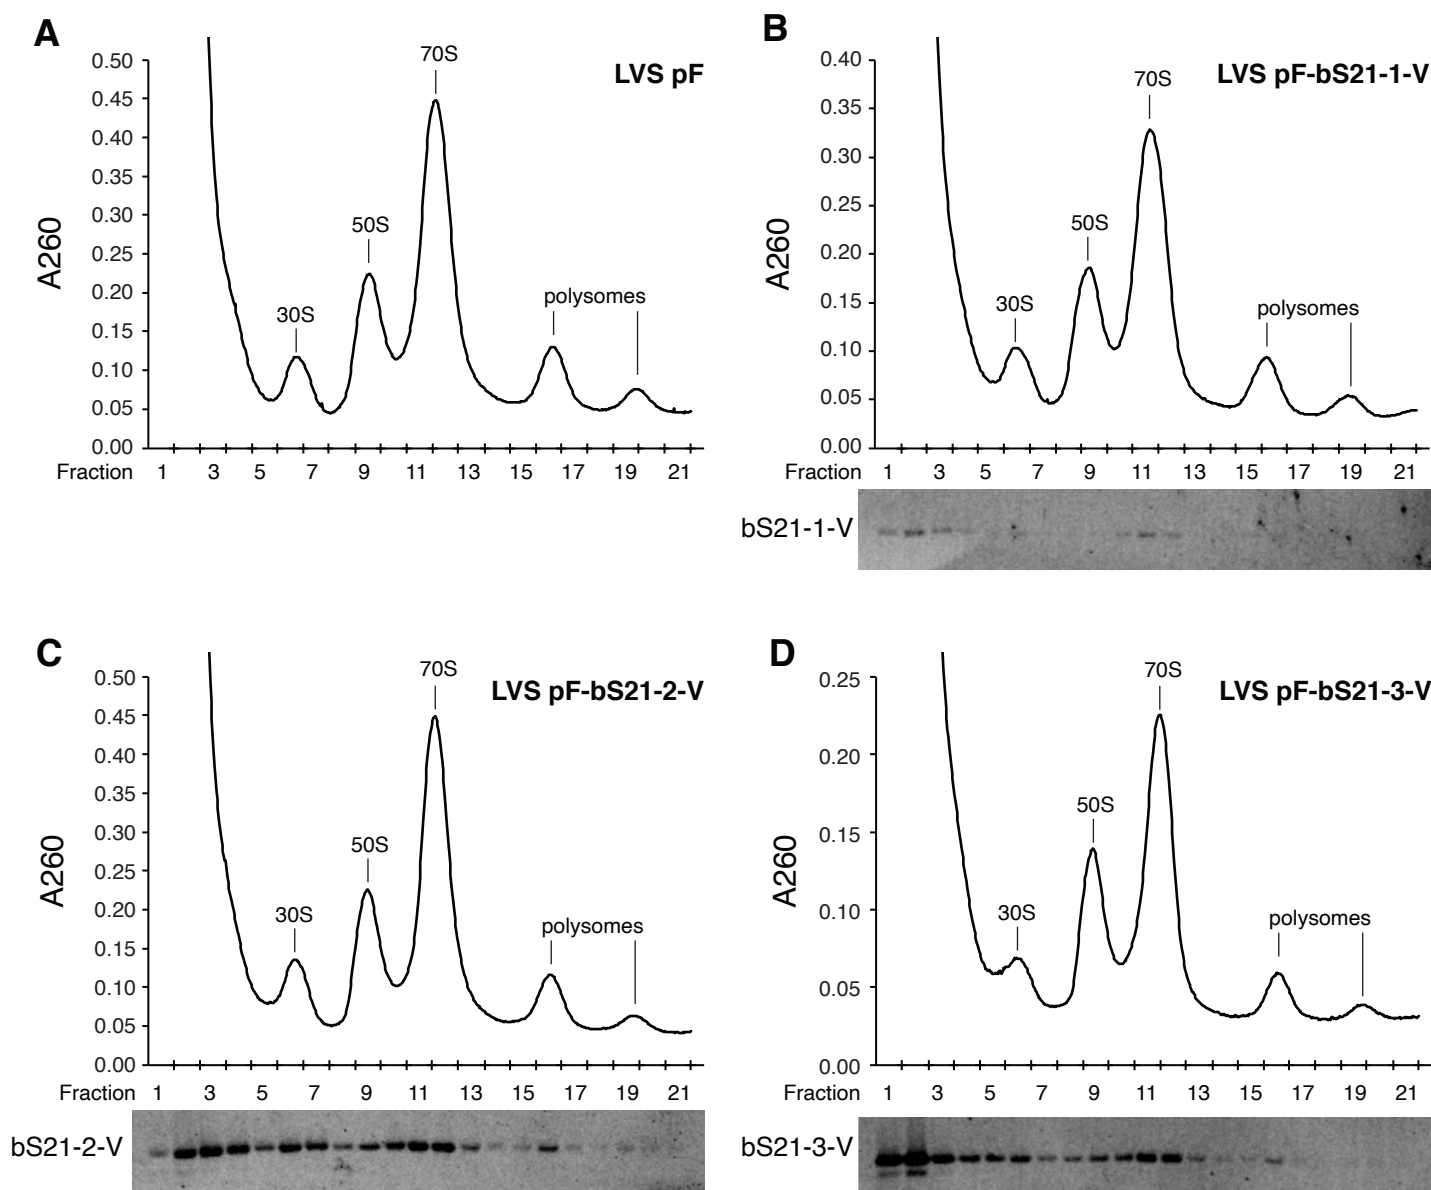 A
LVS pF
70S
50S
30S
polysomes
A260
0.50
0.45
0.40
0.35
0.30
0.25
0.20
0.15
0.10
0.05
0.00
Fraction 1 3 5 7 9 11 13 15 17 19 21
B
LVS pF-bS21-1-V
70S
50S
30S
polysomes
A260
0.40
0.35
0.30
0.25
0.20
0.15
0.10
0.05
0.00
Fraction 1 3 5 7 9 11 13 15 17 19 21
bS21-1-V
C
LVS pF-bS21-2-V
70S
50S
30S
polysomes
A260
0.50
0.45
0.40
0.35
0.30
0.25
0.20
0.15
0.10
0.05
0.00
Fraction 1 3 5 7 9 11 13 15 17 19 21
bS21-2-V
D
LVS pF-bS21-3-V
70S
50S
30S
polysomes
A260
0.25
0.20
0.15
0.10
0.05
0.00
Fraction 1 3 5 7 9 11 13 15 17 19 21
bS21-3-V